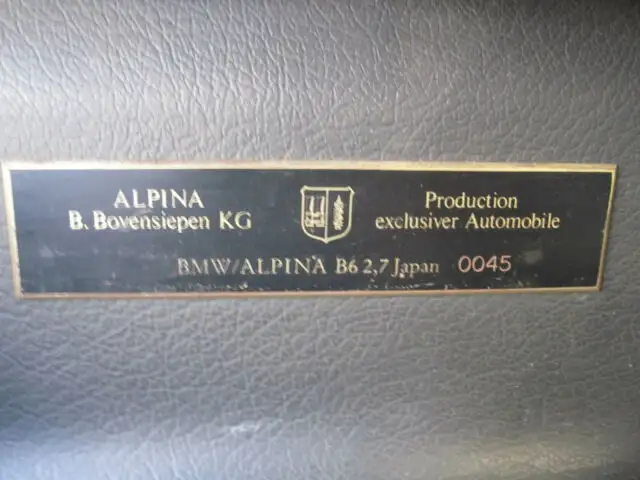 ALPINA
B. Bovensiepen KG
Production
exclusiver Automobile
BMW/ALPINA B6 2,7 Japan 0045